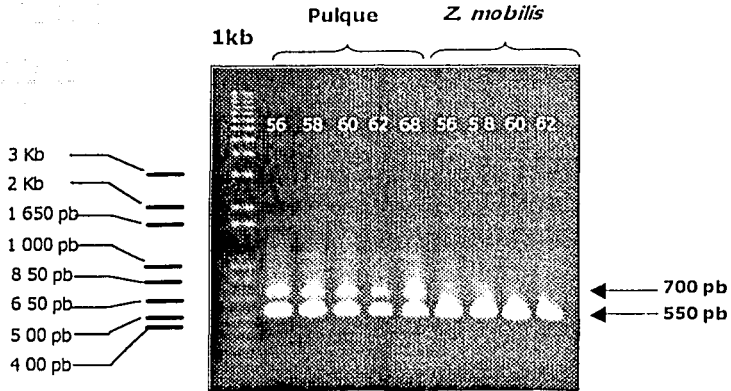 Pulque Z. mobilis
1kb
56 58 60 62 68 56 58 60 62
3 Kb
2 Kb
1 650 pb
1 000 pb
8 50 pb
6 50 pb
5 00 pb
4 00 pb
700 pb
550 pb